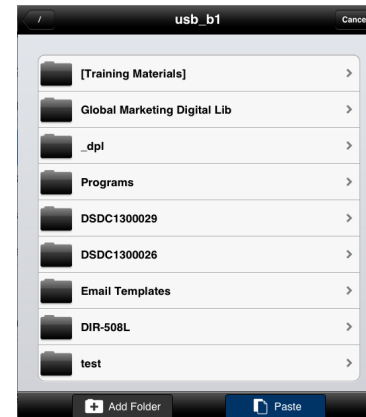 /
usb_b1
Cance
[Training Materials]
Global Marketing Digital Lib
_dpl
Programs
DSDC1300029
DSDC1300026
Email Templates
DIR-508L
test
Add Folder
Paste